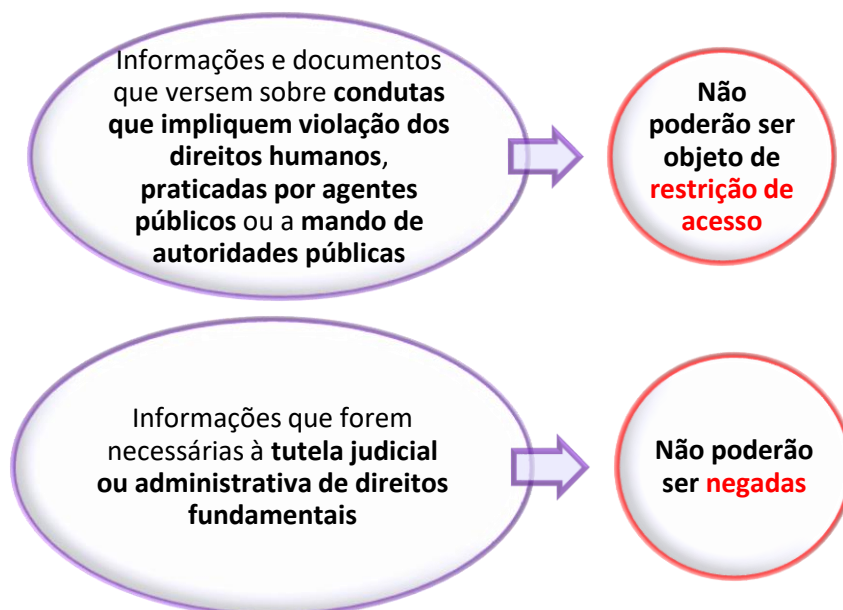 Informações e documentos
que versem sobre condutas
que impliquem violação dos
direitos humanos,
praticadas por agentes
públicos ou a mando de
autoridades públicas
Não
poderão ser
objeto de
restrição de
acesso
Informações que forem
necessárias à tutela judicial
ou administrativa de direitos
fundamentais
Não poderão
ser negadas